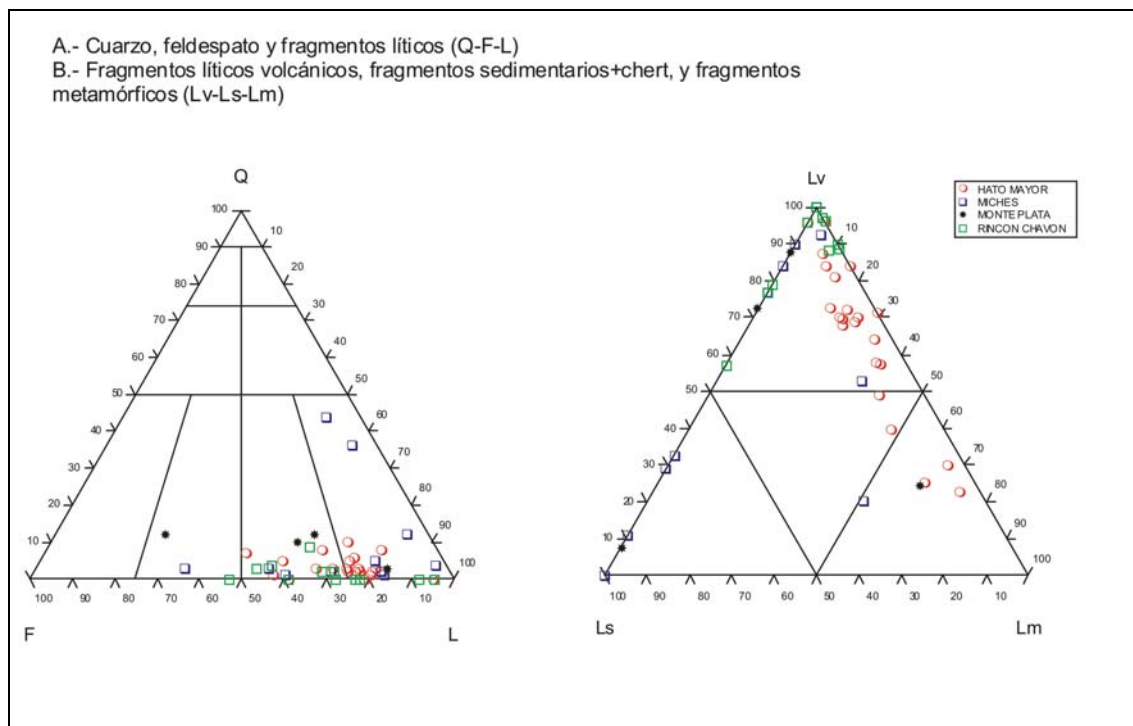 A.- Cuarzo, feldespato y fragmentos líticos (Q-F-L)
B.- Fragmentos líticos volcánicos, fragmentos sedimentarios+chert, y fragmentos
metamórficos (Lv-Ls-Lm)
Q
100
90 10
80 20
70 30
60 40
50 50
40 60
30 70
20 80
10 90
100
100 90 80 70 60 50 40 30 20 10
F L
Lv
100
90 10
80 20
70 30
60 40
50 50
40 60
30 70
20 80
10 90
100
100 90 80 70 50 40 30 20 10
Ls Lm
HATO MAYOR
MICHES
MONTE PLATA
RINCON CHAVON